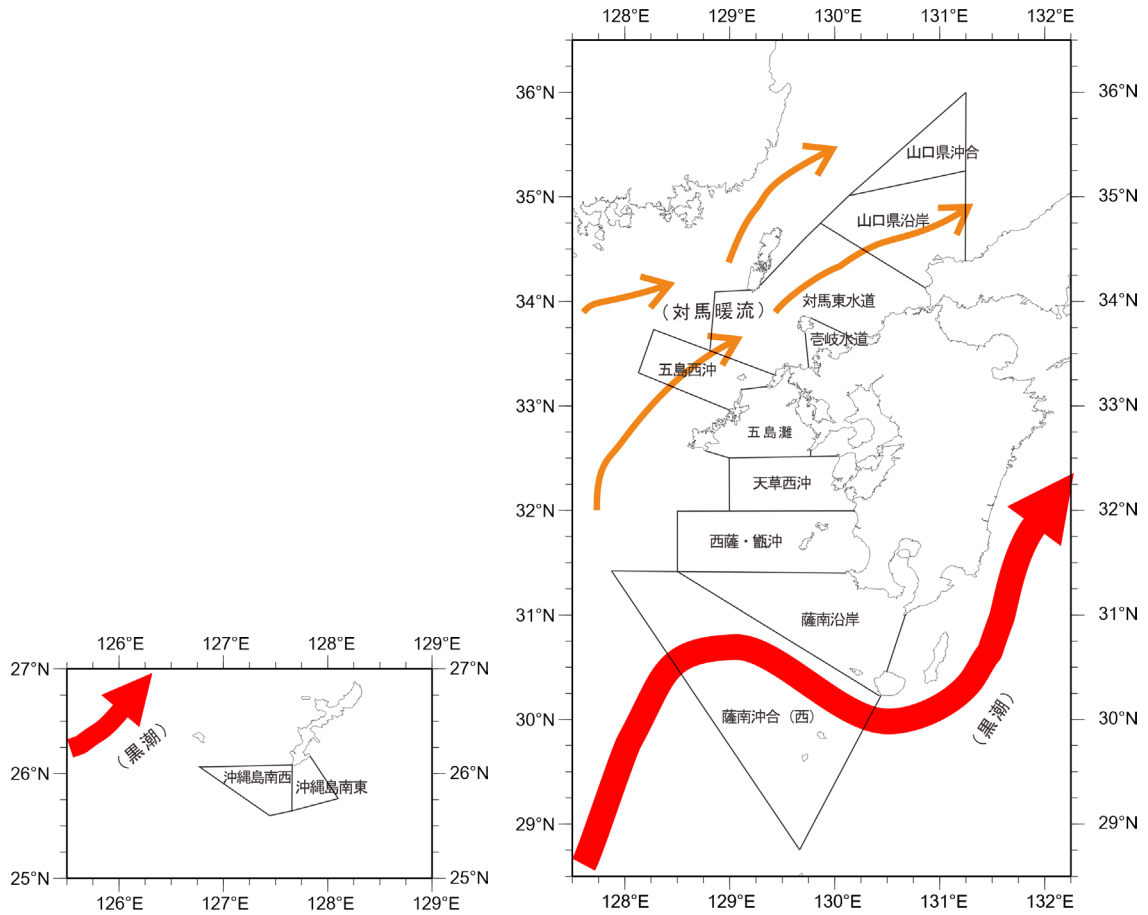 128°E 129°E 130°E 131°E 132°E
36°N 36°N
山口県沖合
35°N 35°N
山口県沿岸
34°N 34°N
対馬東水道
（対馬暖流）
壱岐水道
五島西沖
33°N 33°N
五島灘
天草西沖
32°N 32°N
西薩・甑沖
31°N 31°N
薩南沿岸
薩南沖合（西）
30°N 30°N
（黒潮）
29°N 29°N
128°E 129°E 130°E 131°E 132°E
126°E 127°E 128°E 129°E
27°N 27°N
（黒潮）
26°N 26°N
沖縄島南西
沖縄島南東
25°N 25°N
126°E 127°E 128°E 129°E